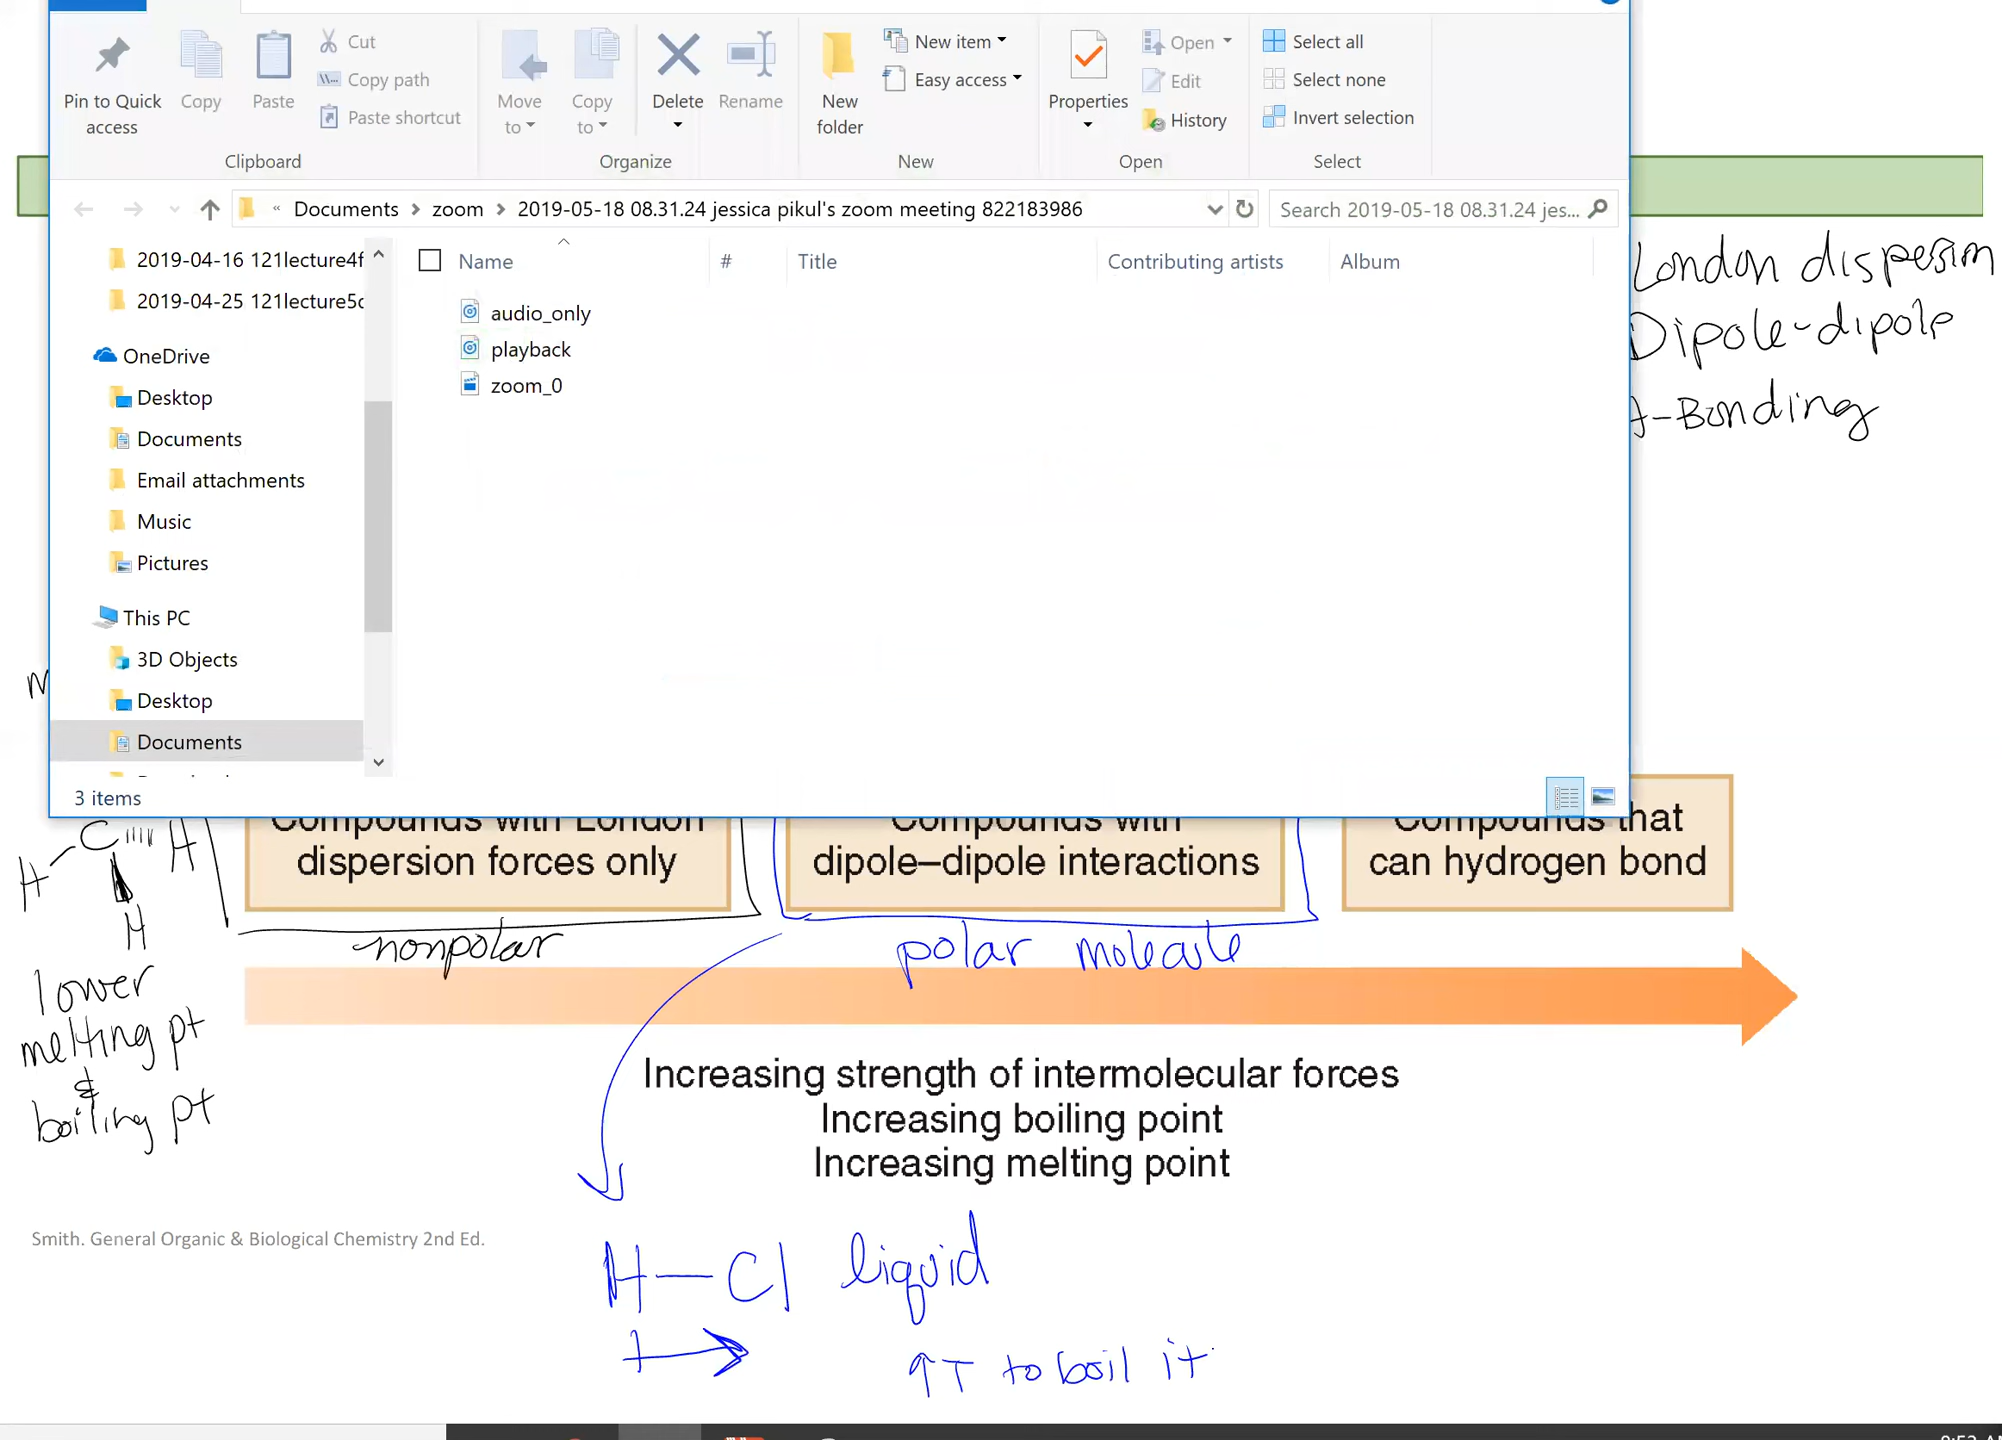 Cut
Copy path
Paste shortcut
Pin to Quick access
Copy
Paste
Clipboard
Move to
Copy to
Delete
Rename
Organize
New folder
New item
Easy access
New
Properties
Open
Edit
History
Open
Select all
Select none
Invert selection
Select
« Documents > zoom > 2019-05-18 08.31.24 jessica pikul's zoom meeting 822183986
Search 2019-05-18 08.31.24 jes...
2019-04-16 121lecture4f
2019-04-25 121lecture5c
OneDrive
Desktop
Documents
Email attachments
Music
Pictures
This PC
3D Objects
Desktop
Documents
Name
#
Title
Contributing artists
Album
audio_only
playback
zoom_0
3 items
London dispersion
Dipole-dipole
-Bonding
H C H
H
lower
melting pt
&
boiling pt
Compounds with London
dispersion forces only
nonpolar
Compounds with
dipole–dipole interactions
polar molecule
Compounds that
can hydrogen bond
Increasing strength of intermolecular forces
Increasing boiling point
Increasing melting point
Smith. General Organic & Biological Chemistry 2nd Ed.
H—Cl liquid
↑T to boil it